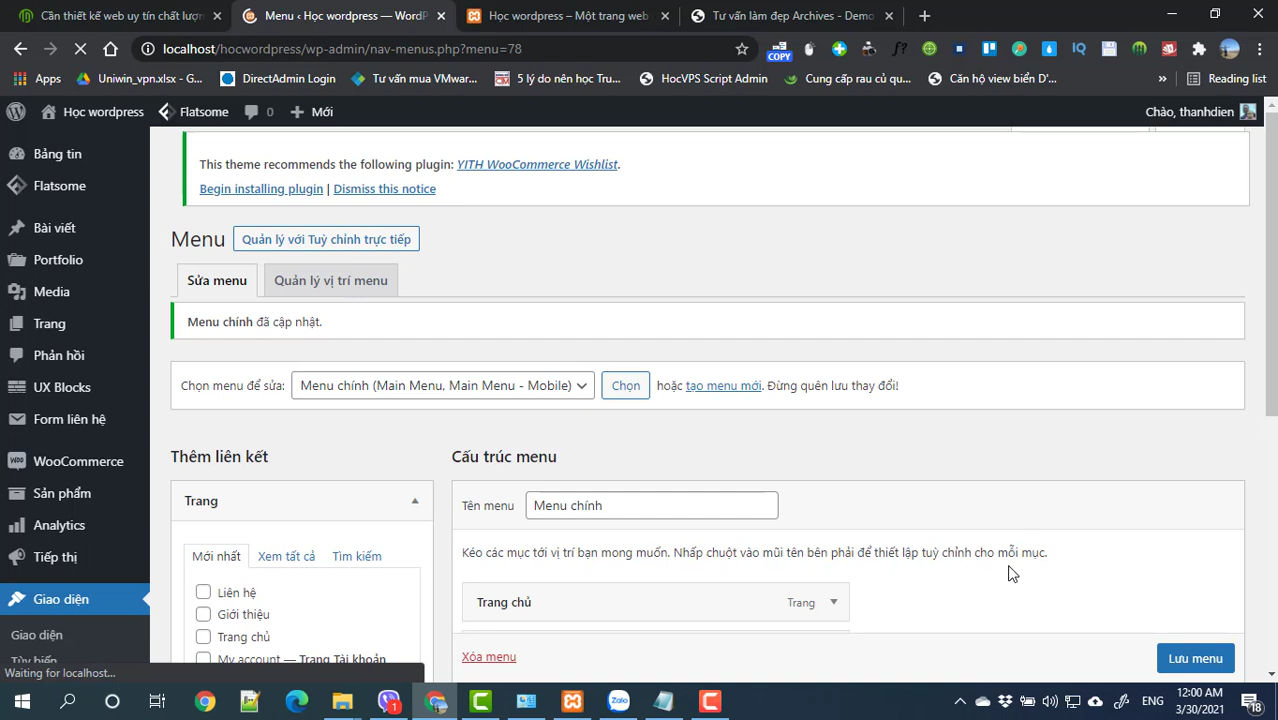 Cần thiết kế web uy tín chất lượng
Menu ‹ Học wordpress — WordP
Học wordpress – Một trang web
Tư vấn làm đẹp Archives - Demo
localhost/hocwordpress/wp-admin/nav-menus.php?menu=78
COPY
Apps
Uniwin_vpn.xlsx - G...
DirectAdmin Login
Tư vấn mua VMwar...
5 lý do nên học Tru...
HocVPS Script Admin
Cung cấp rau củ qu...
Căn hộ view biển D'...
»
Reading list
Học wordpress
Flatsome
0
Mới
Chào, thanhdien
Bảng tin
Flatsome
Bài viết
Portfolio
Media
Trang
Phản hồi
UX Blocks
Form liên hệ
WooCommerce
Sản phẩm
Analytics
Tiếp thị
Giao diện
Giao diện
Tùy biến
This theme recommends the following plugin: YITH WooCommerce Wishlist.
Begin installing plugin | Dismiss this notice
Menu
Quản lý với Tuỳ chỉnh trực tiếp
Sửa menu
Quản lý vị trí menu
Menu chính đã cập nhật.
Chọn menu để sửa:
Menu chính (Main Menu, Main Menu - Mobile)
Chọn
hoặc tạo menu mới. Đừng quên lưu thay đổi!
Thêm liên kết
Trang
Mới nhất
Xem tất cả
Tìm kiếm
Liên hệ
Giới thiệu
Trang chủ
My account — Trang Tài khoản
Cấu trúc menu
Tên menu
Menu chính
Kéo các mục tới vị trí bạn mong muốn. Nhấp chuột vào mũi tên bên phải để thiết lập tuỳ chỉnh cho mỗi mục.
Trang chủ
Trang
Xóa menu
Lưu menu
Waiting for localhost...
1
ENG
12:00 AM
3/30/2021
18